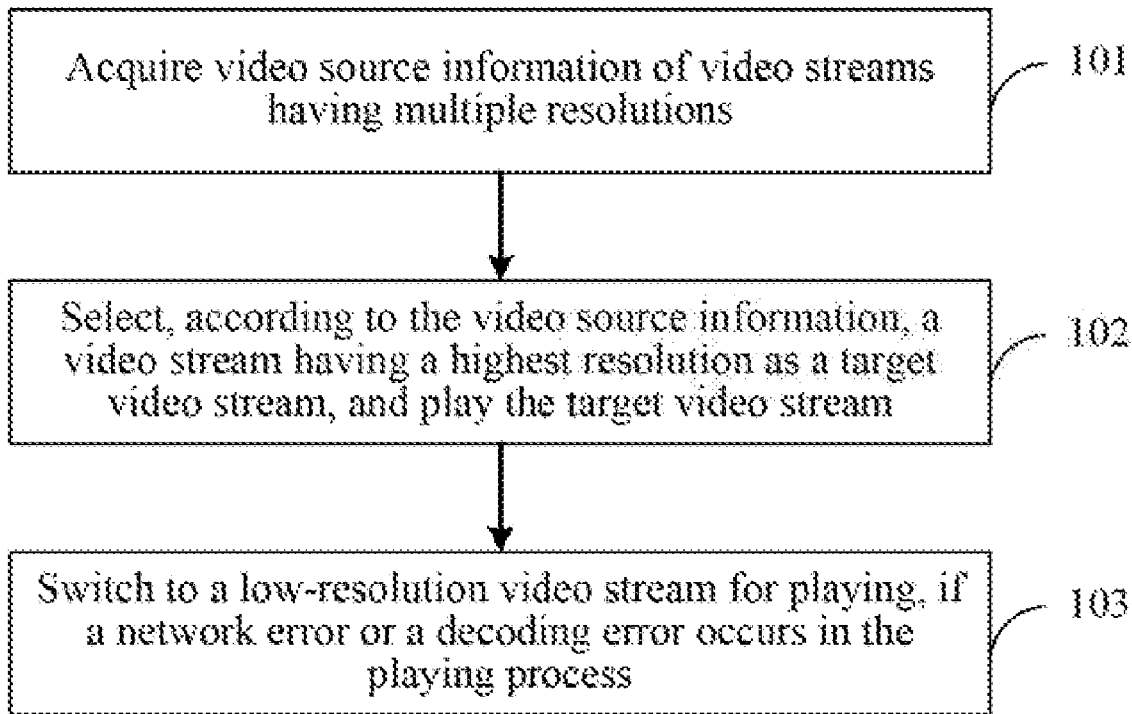 Acquire video source information of video streams
having multiple resolutions
101
Select, according to the video source information, a
video stream having a highest resolution as a target
video stream, and play the target video stream
102
Switch to a low-resolution video stream for playing, if
a network error or a decoding error occurs in the
playing process
103